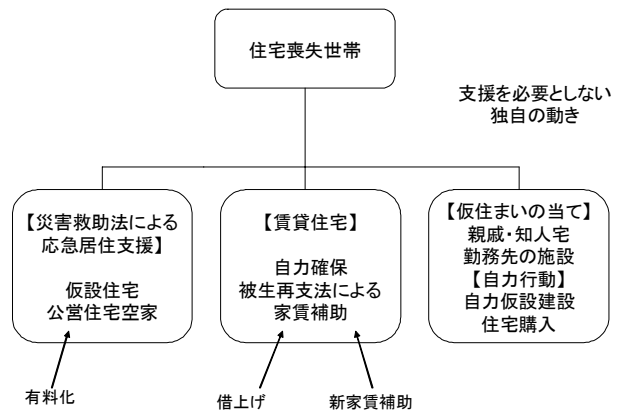 住宅喪失世帯
支援を必要としない
独自の動き
【災害救助法による
応急居住支援】
仮設住宅
公営住宅空家
【賃貸住宅】
自力確保
被生再支法による
家賃補助
【仮住まいの当て】
親戚・知人宅
勤務先の施設
【自力行動】
自力仮設建設
住宅購入
有料化
借上げ
新家賃補助